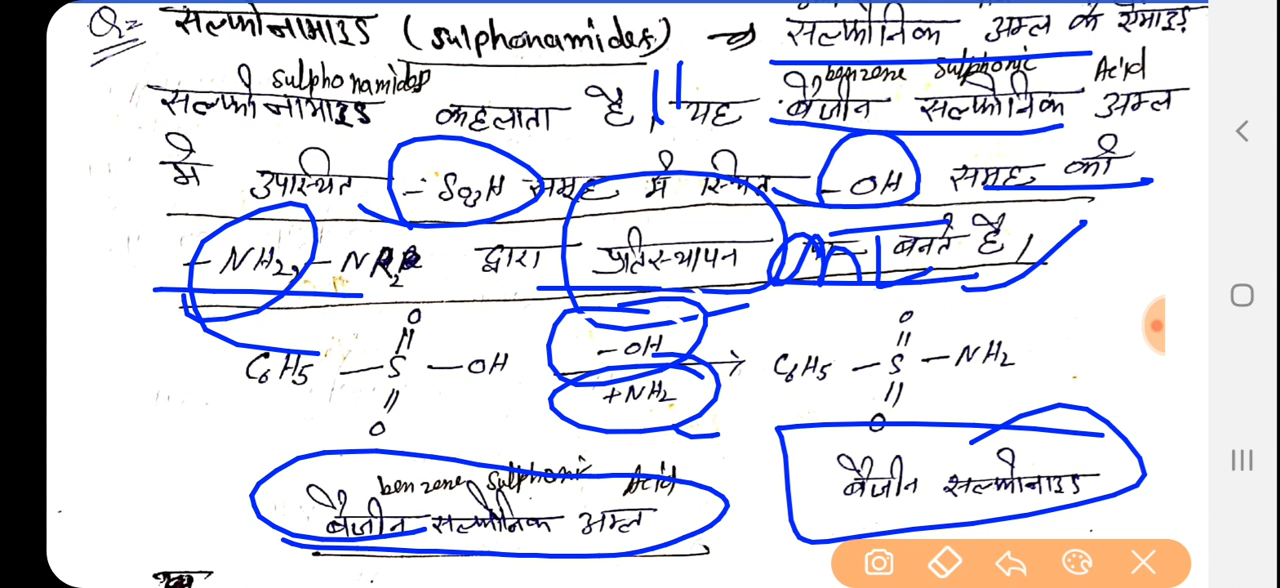 Q= सल्फोनामाइड (sulphonamides) → सल्फोनिक अम्ल के एमाइड
sulphonamides benzene sulphonic Acid
सल्फोनामाइड कहलाता है, यह बेंजीन सल्फोनिक अम्ल
में उपस्थित -SO3H समूह में स्थित -OH समूह को
-NH2, -NR2 द्वारा प्रतिस्थापन बनते है।
O O
C6H5 — S — OH -OH → C6H5 — S — NH2
+NH2
O O
benzene sulphonic Acid
बेंजीन सल्फोनिक अम्ल बेंजीन सल्फोनाइड